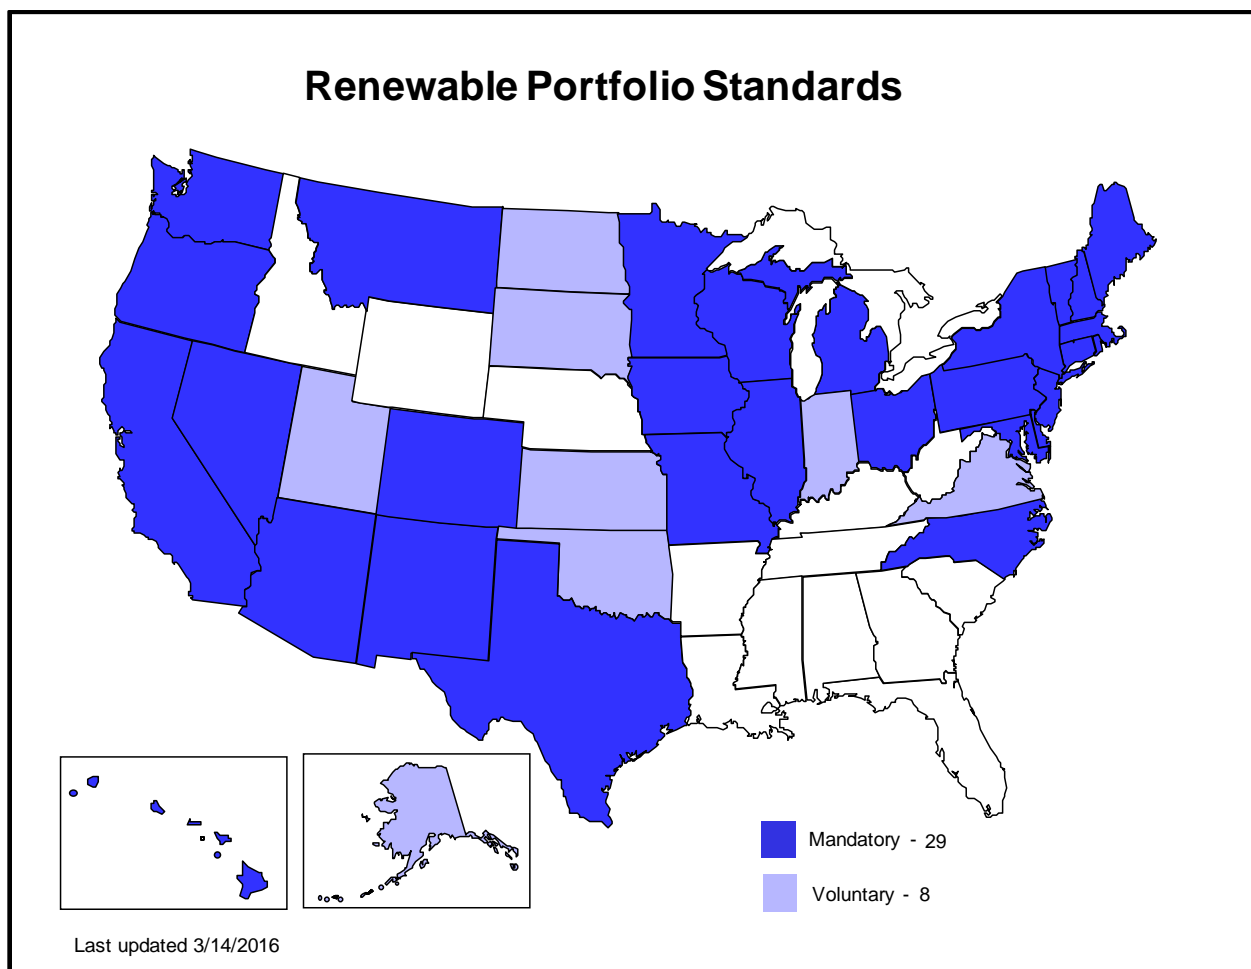 Renewable Portfolio Standards
Mandatory - 29
Voluntary - 8
Last updated 3/14/2016